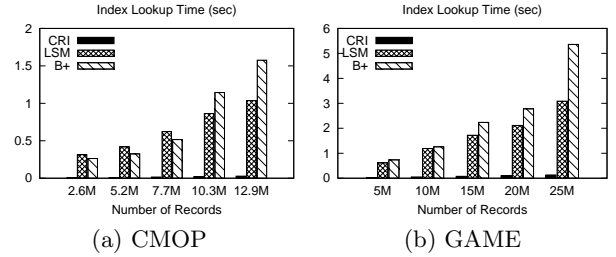 Index Lookup Time (sec)
2
1.5
1
0.5
0
CRI
LSM
B+
2.6M 5.2M 7.7M 10.3M 12.9M
Number of Records
(a) CMOP
Index Lookup Time (sec)
6
5
4
3
2
1
0
CRI
LSM
B+
5M 10M 15M 20M 25M
Number of Records
(b) GAME